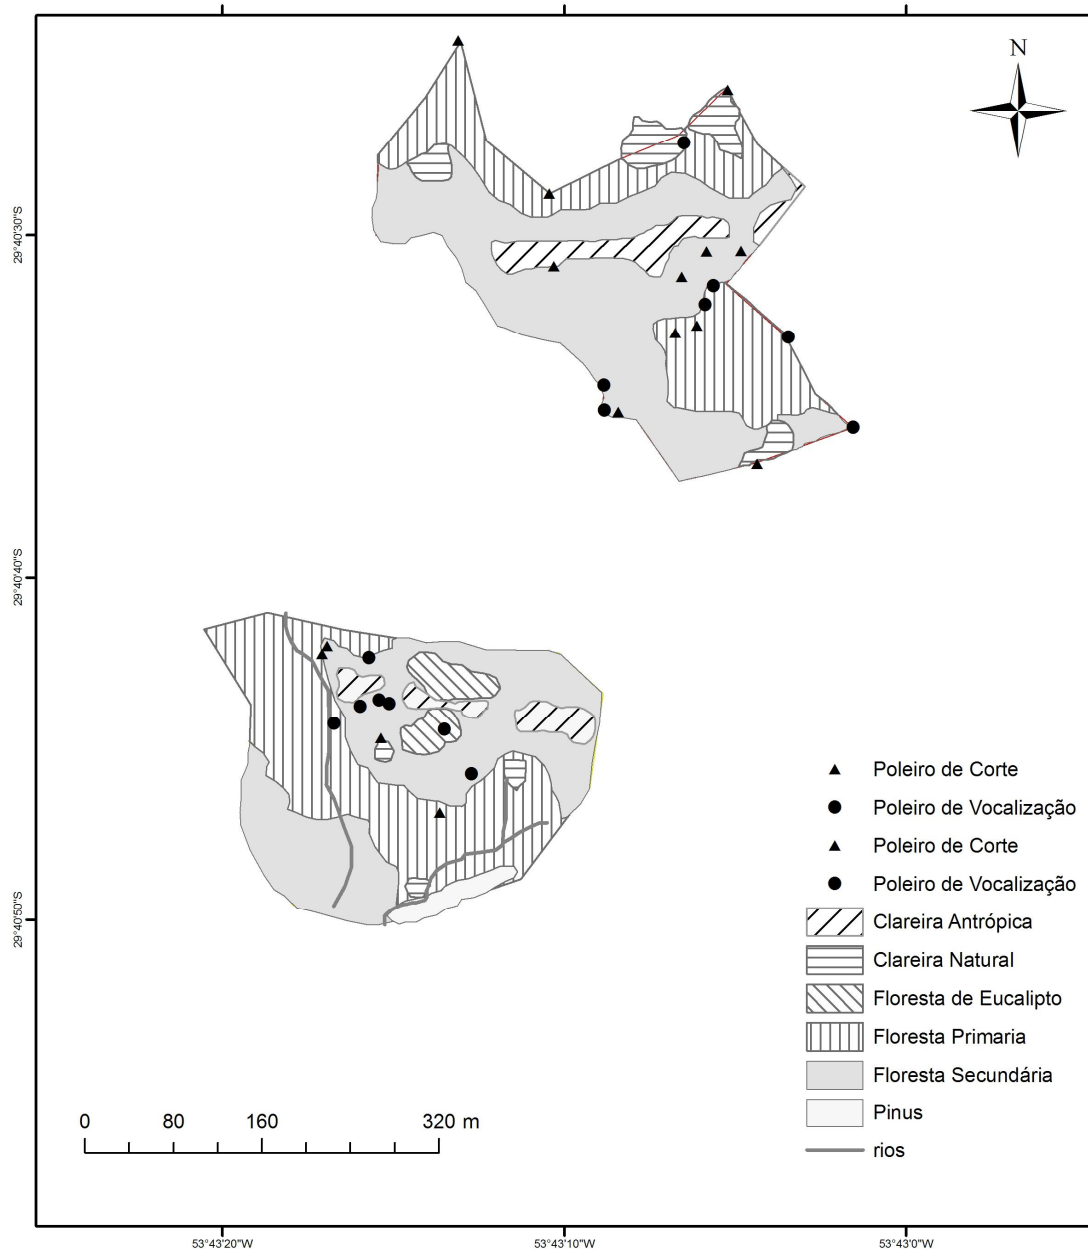 N
29°40'30"S
29°40'40"S
29°40'50"S
Poleiro de Corte
Poleiro de Vocalização
Poleiro de Corte
Poleiro de Vocalização
Clareira Antrópica
Clareira Natural
Floresta de Eucalipto
Floresta Primaria
Floresta Secundária
Pinus
rios
0 80 160 320 m
53°43'20"W 53°43'10"W 53°43'0"W